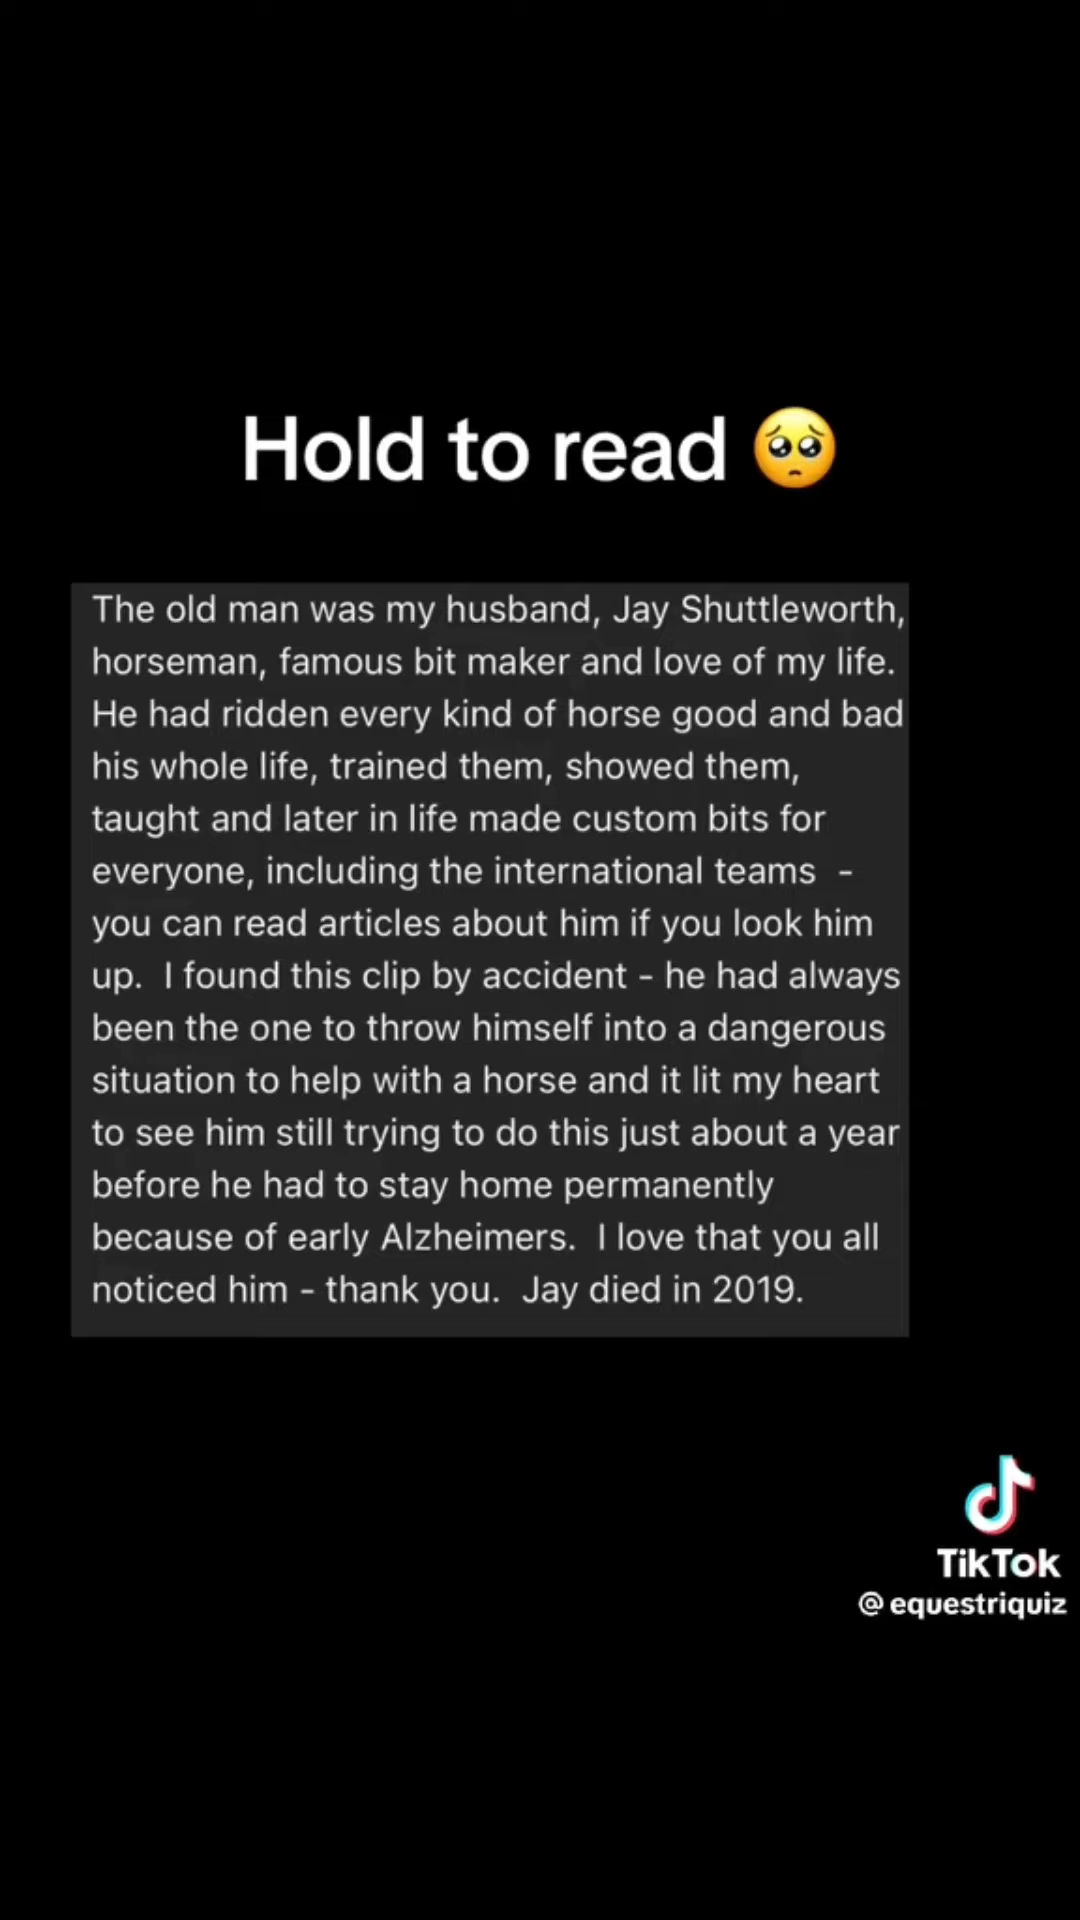 Hold to read 🥺
The old man was my husband, Jay Shuttleworth,
horseman, famous bit maker and love of my life.
He had ridden every kind of horse good and bad
his whole life, trained them, showed them,
taught and later in life made custom bits for
everyone, including the international teams  -
you can read articles about him if you look him
up.  I found this clip by accident - he had always
been the one to throw himself into a dangerous
situation to help with a horse and it lit my heart
to see him still trying to do this just about a year
before he had to stay home permanently
because of early Alzheimers.  I love that you all
noticed him - thank you.  Jay died in 2019.
TikTok
@equestriquiz